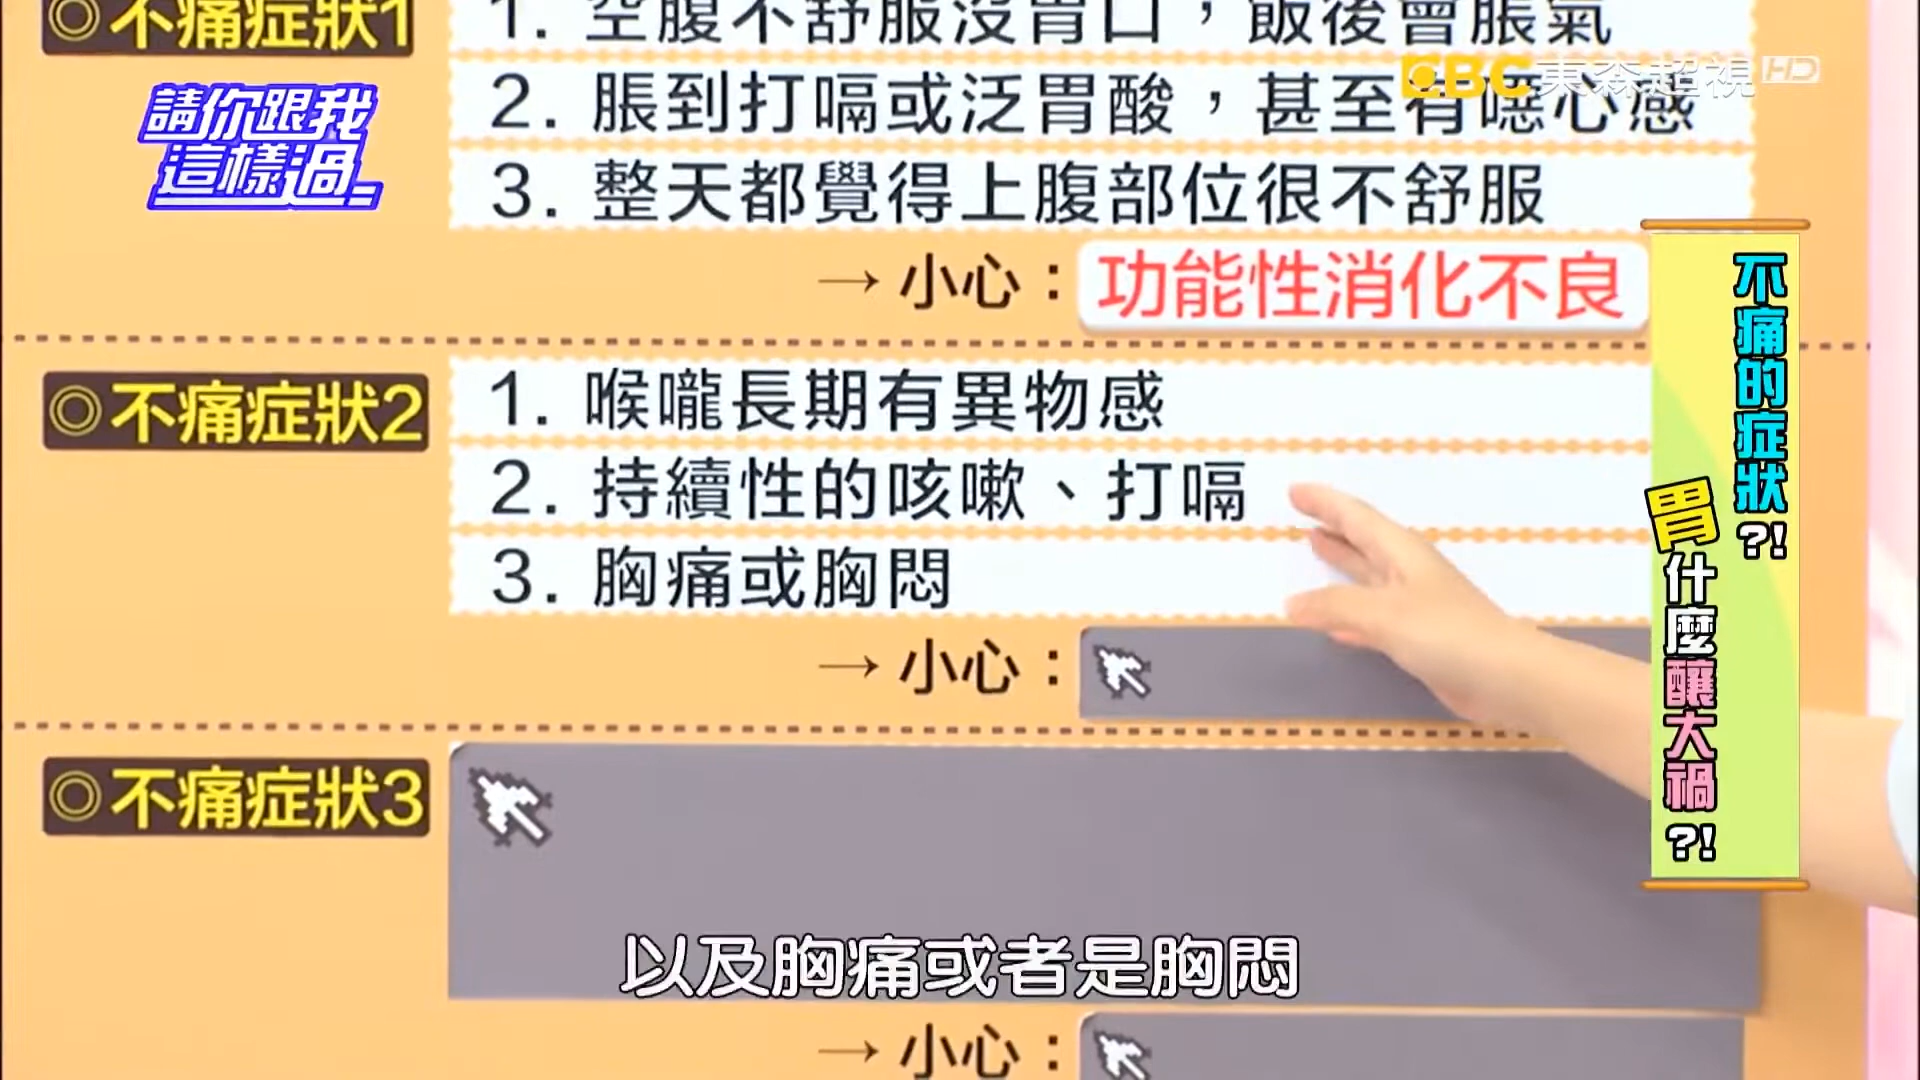 ◎不痛症狀1
1. 空腹不舒服沒胃口，飯後會脹氣
2. 脹到打嗝或泛胃酸，甚至有噁心感
3. 整天都覺得上腹部位很不舒服
→小心：功能性消化不良
EBC東森超視HD
請你跟我
這樣過
不痛的症狀?!
胃什麼釀大禍?!
◎不痛症狀2
1. 喉嚨長期有異物感
2. 持續性的咳嗽、打嗝
3. 胸痛或胸悶
→小心：
◎不痛症狀3
以及胸痛或者是胸悶
→小心：